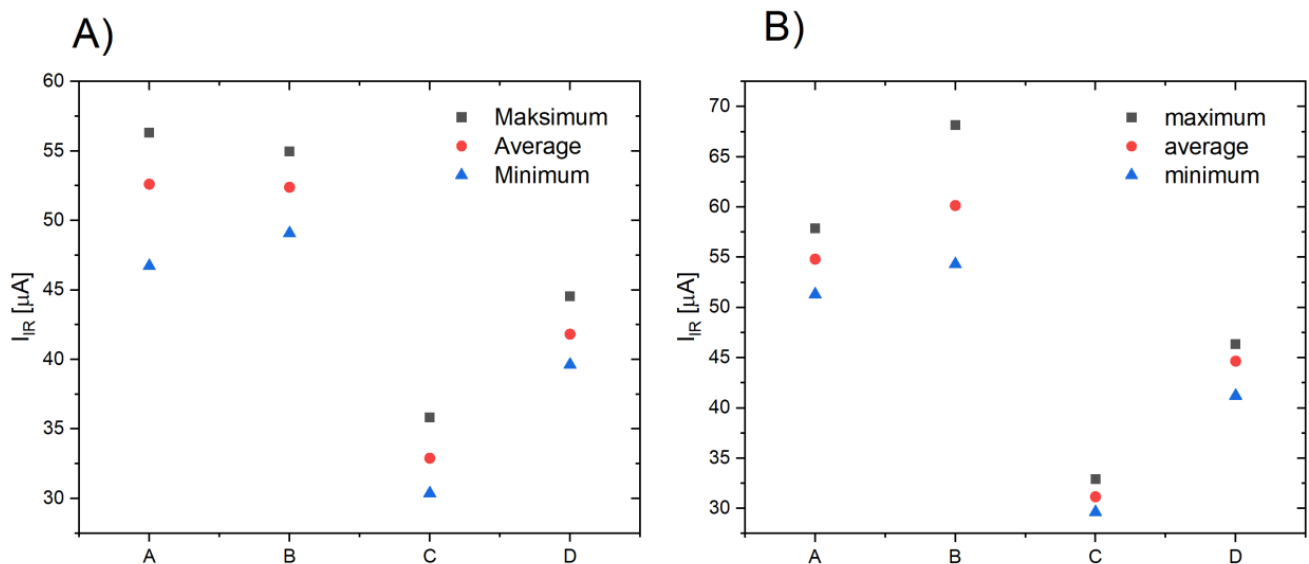 A)
60
55
50
45
40
35
30
I_IR [μA]
Maksimum
Average
Minimum
A B C D
B)
70
65
60
55
50
45
40
35
30
I_IR [μA]
maximum
average
minimum
A B C D